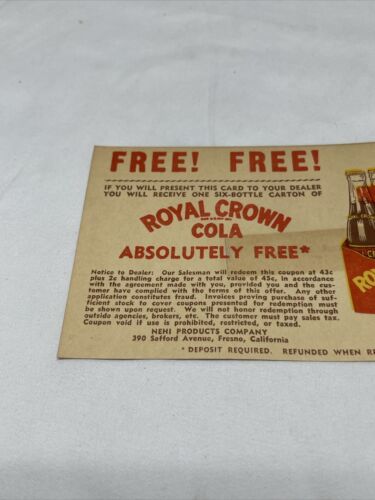 FREE! FREE!
IF YOU WILL PRESENT THIS CARD TO YOUR DEALER
YOU WILL RECEIVE ONE SIX-BOTTLE CARTON OF
ROYAL CROWN
COLA
ABSOLUTELY FREE*
Notice to Dealer: Our Salesman will redeem this coupon at 43c
plus 2c handling charge for a total value of 45c, in accordance
with the agreement made with you, provided you and the cus-
tomer have complied with the terms of this offer. Any other
application constitutes fraud. Invoices proving purchase of suf-
ficient stock to cover coupons presented for redemption must
be shown upon request. We will not honor redemption through
outside agencies, brokers, etc. The customer must pay sales tax.
Coupon void if use is prohibited, restricted, or taxed.
NEHI PRODUCTS COMPANY
390 Safford Avenue, Fresno, California
* DEPOSIT REQUIRED. REFUNDED WHEN RE
RO